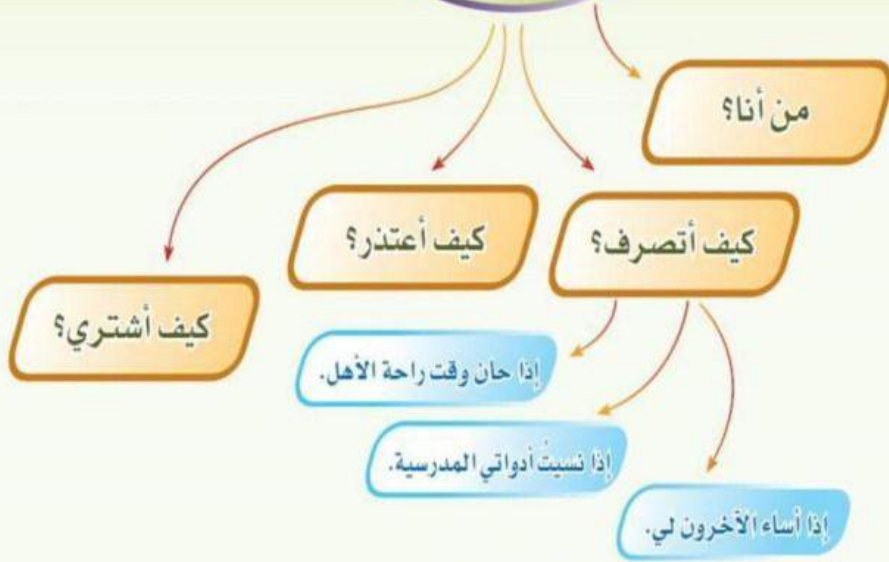 من أنا؟
كيف أتصرف؟
كيف أعتذر؟
كيف أشتري؟
إذا حان وقت راحة الأهل.
إذا نسيتُ أدواتي المدرسية.
إذا أساء الآخرون لي.